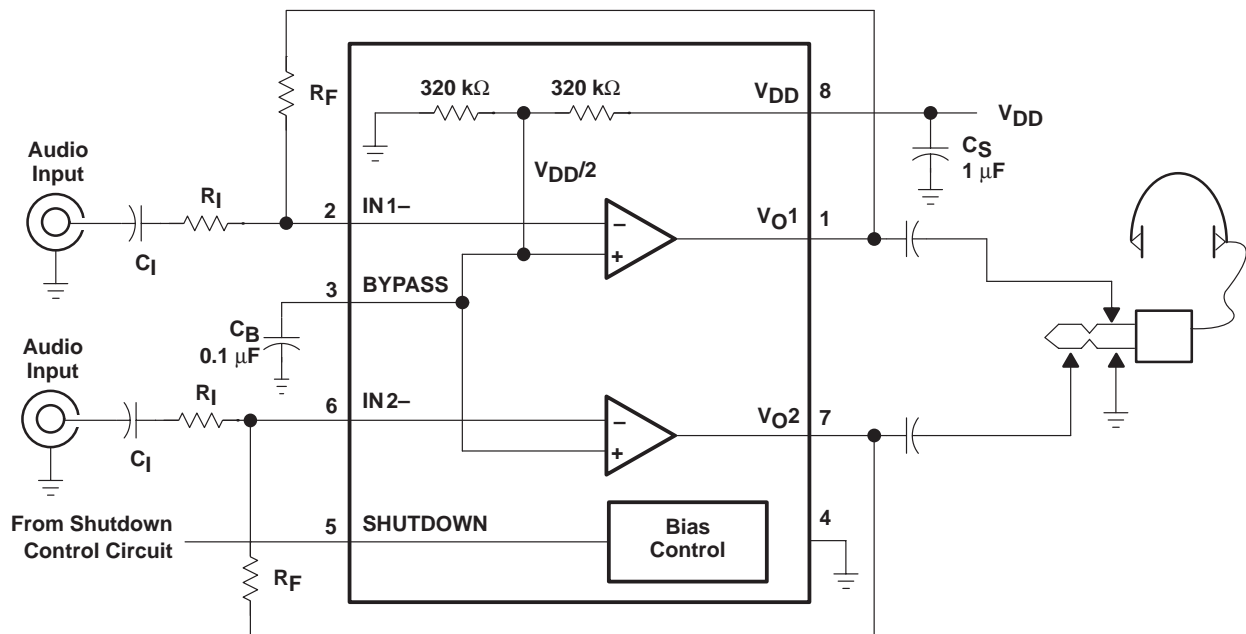 320 kΩ
320 kΩ
VDD
8
VDD
RF
CS
1 μF
Audio
Input
VDD/2
RI
2
IN1–
–
+
VO1
1
CI
3
BYPASS
CB
0.1 μF
Audio
Input
RI
6
IN2–
–
+
VO2
7
CI
From Shutdown
Control Circuit
5
SHUTDOWN
Bias
Control
4
RF